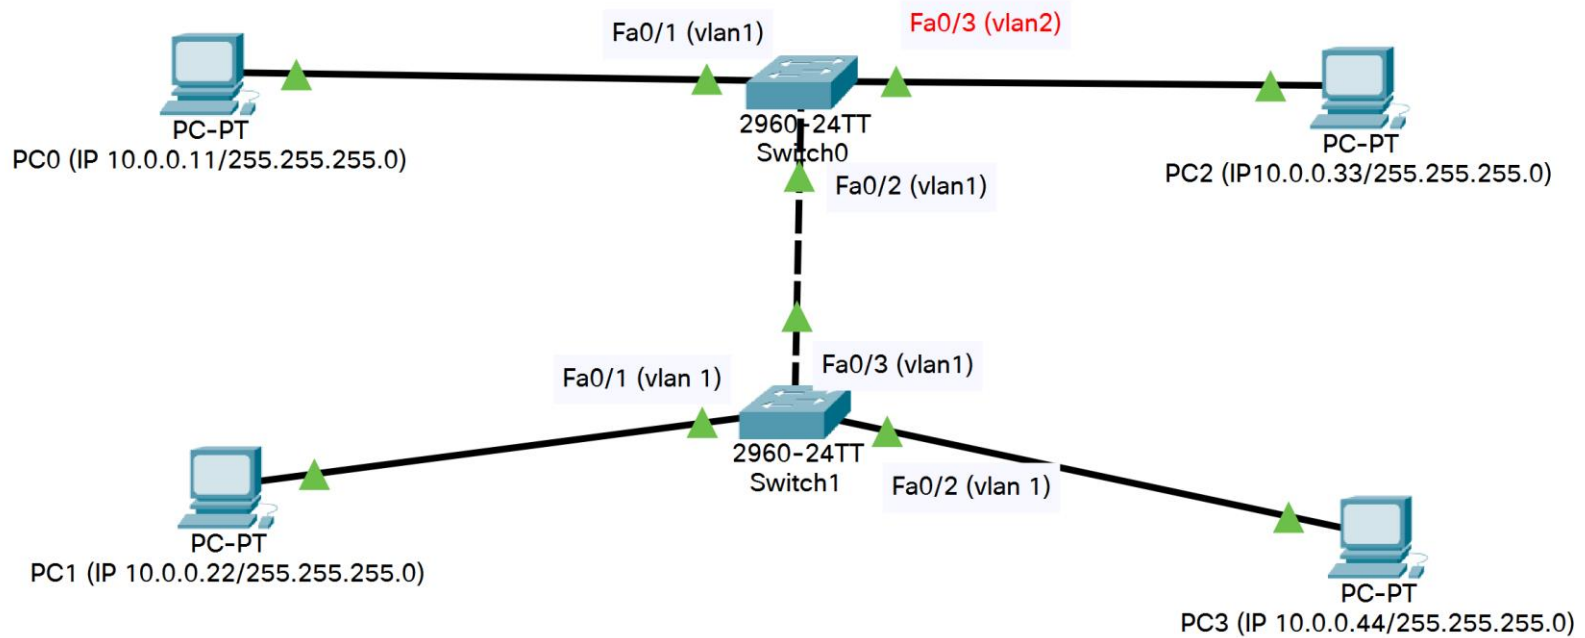 Fa0/1 (vlan1)
Fa0/3 (vlan2)
PC-PT
PC0 (IP 10.0.0.11/255.255.255.0)
2960-24TT
Switch0
PC-PT
PC2 (IP10.0.0.33/255.255.255.0)
Fa0/2 (vlan1)
Fa0/3 (vlan1)
Fa0/1 (vlan 1)
2960-24TT
Switch1
Fa0/2 (vlan 1)
PC-PT
PC1 (IP 10.0.0.22/255.255.255.0)
PC-PT
PC3 (IP 10.0.0.44/255.255.255.0)